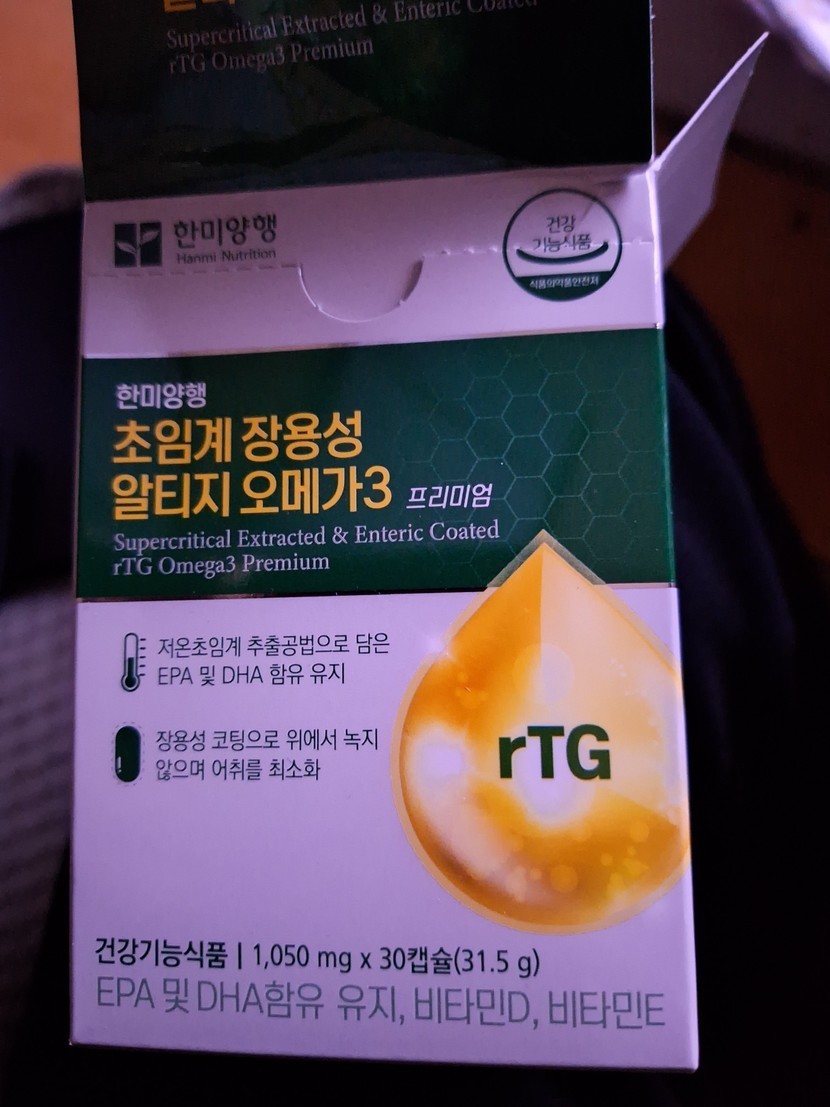 Supercritical Extracted & Enteric Coated
rTG Omega3 Premium
한미양행
Hanmi Nutrition
건강
기능식품
식품의약품안전처
한미양행
초임계 장용성
알티지 오메가3 프리미엄
Supercritical Extracted & Enteric Coated
rTG Omega3 Premium
저온초임계 추출공법으로 담은
EPA 및 DHA 함유 유지
장용성 코팅으로 위에서 녹지
않으며 어취를 최소화
rTG
건강기능식품 | 1,050 mg x 30캡슐(31.5 g)
EPA 및 DHA함유 유지, 비타민D, 비타민E